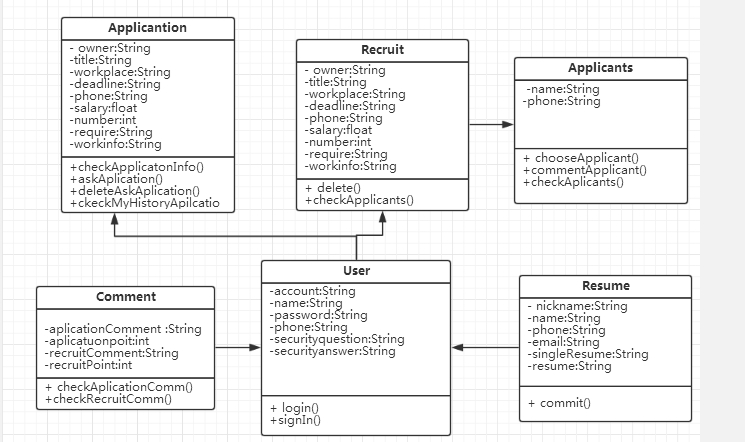 Applicantion
- owner:String
-title:String
-workplace:String
-deadline:String
-phone:String
-salary:float
-number:int
-require:String
-workinfo:String
+checkApplicatonInfo()
+askAplication()
+deleteAskAplication()
+ckeckMyHistoryApilcatio
Recruit
- owner:String
-title:String
-workplace:String
-deadline:String
-phone:String
-salary:float
-number:int
-require:String
-workinfo:String
+ delete()
+checkApplicants()
Applicants
-name:String
-phone:String
+ chooseApplicant()
+commentApplicant()
+checkAplicants()
Comment
-aplicationComment :String
-aplicatuonpoit:int
-recruitComment:String
-recruitPoint:int
+ checkAplicationComm()
+checkRecruitComm()
User
-account:String
-name:String
-password:String
-phone:String
-securityquestion:String
-securityanswer:String
+ login()
+signIn()
Resume
- nickname:String
-name:String
-phone:String
-email:String
-singleResume:String
-resume:String
+ commit()